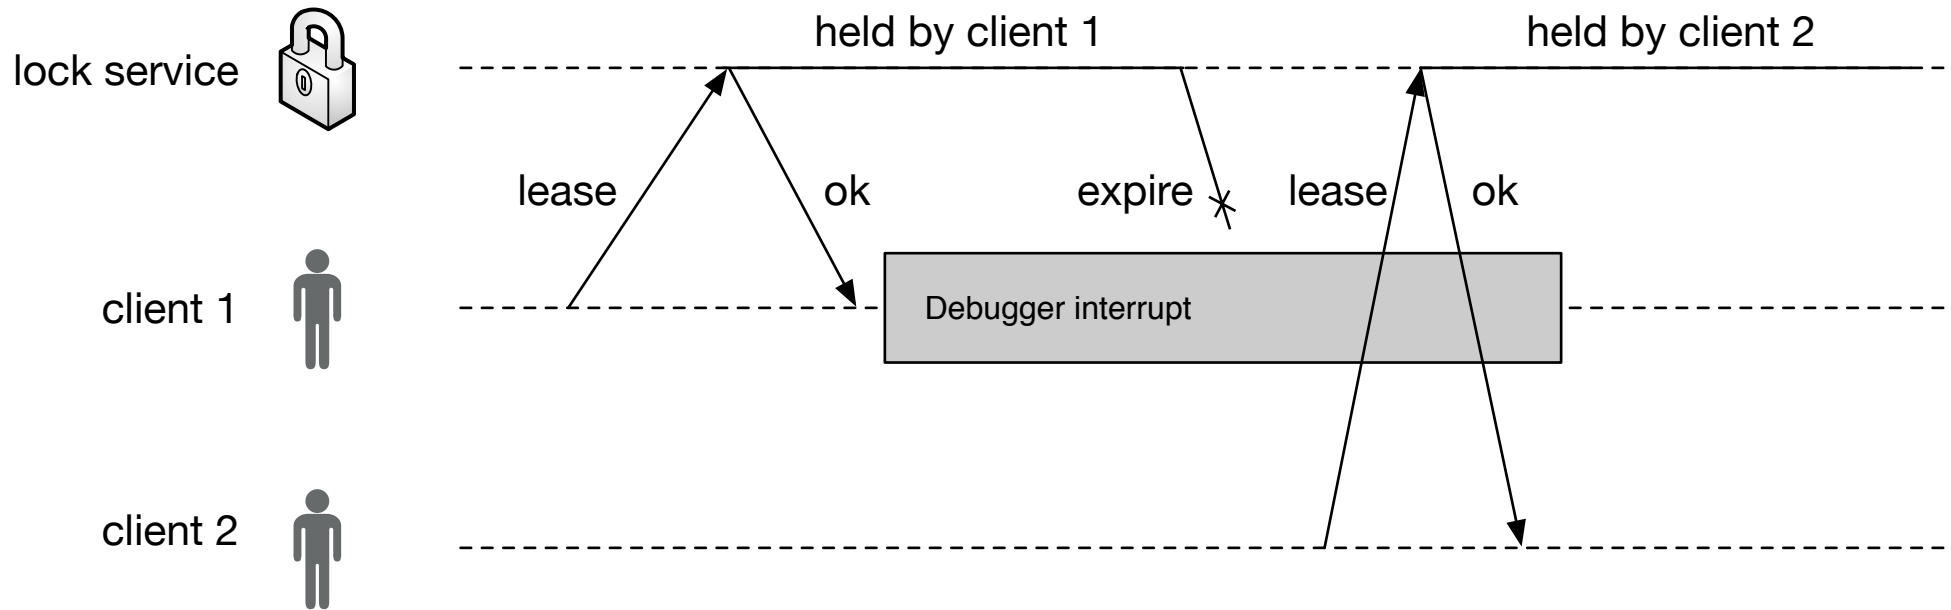 held by client 1
held by client 2
lock service
lease
ok
expire
lease
ok
client 1
Debugger interrupt
client 2